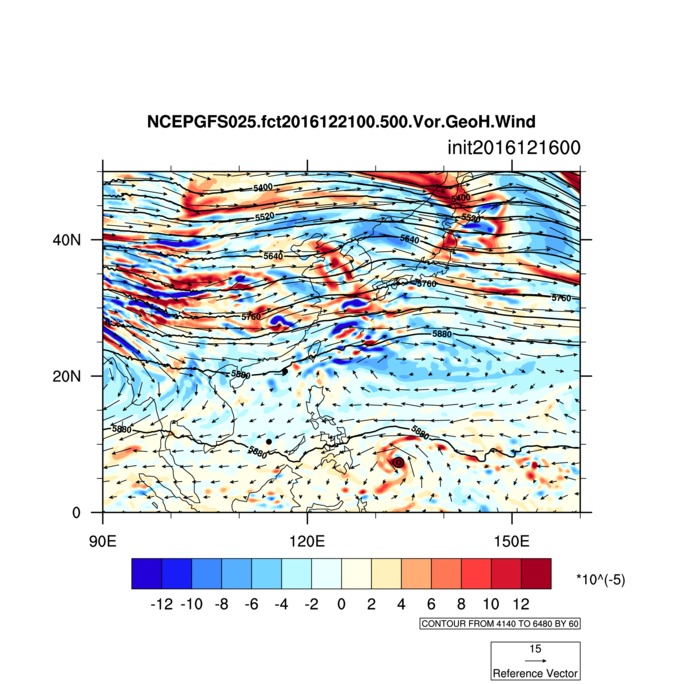 NCEPGFS025.fct2016122100.500.Vor.GeoH.Wind
init2016121600
5400
5400
5520
5520
5640
5640
40N
5760
5760
5760
5880
20N
5880
5880
5880
5880
0
90E 120E 150E
-12 -10 -8 -6 -4 -2 0 2 4 6 8 10 12
*10^(-5)
CONTOUR FROM 4140 TO 6480 BY 60
15
Reference Vector